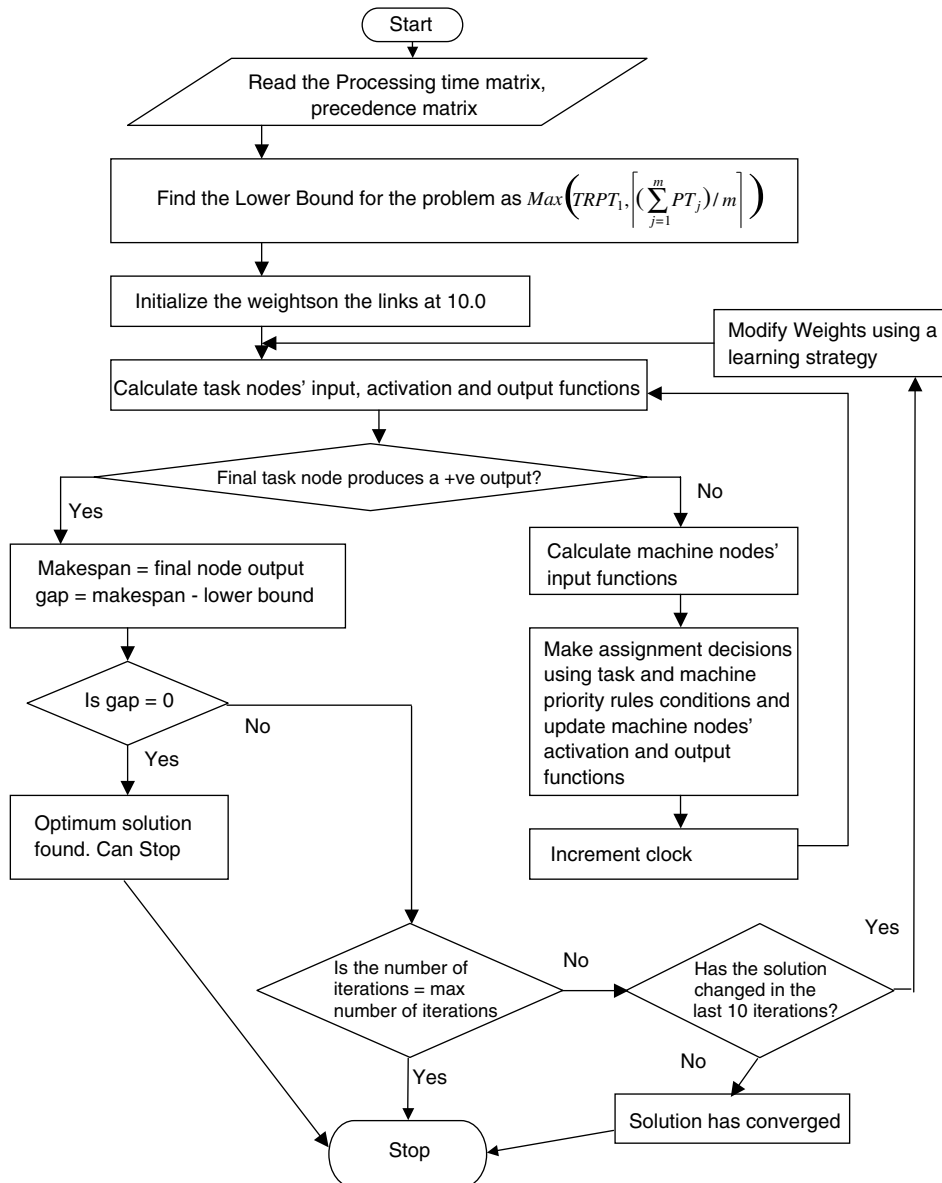 Start
Read the Processing time matrix,
precedence matrix
Find the Lower Bound for the problem as Max(TRPT₁, ⌈(∑_{j=1}^{m} PT_j) / m⌉)
Initialize the weightson the links at 10.0
Modify Weights using a
learning strategy
Calculate task nodes' input, activation and output functions
Final task node produces a +ve output?
Yes
No
Makespan = final node output
gap = makespan - lower bound
Calculate machine nodes'
input functions
Is gap = 0
No
Yes
Make assignment decisions
using task and machine
priority rules conditions and
update machine nodes'
activation and output
functions
Optimum solution
found. Can Stop
Increment clock
Is the number of
iterations = max
number of iterations
No
Yes
Has the solution
changed in the
last 10 iterations?
Yes
No
Solution has converged
Stop